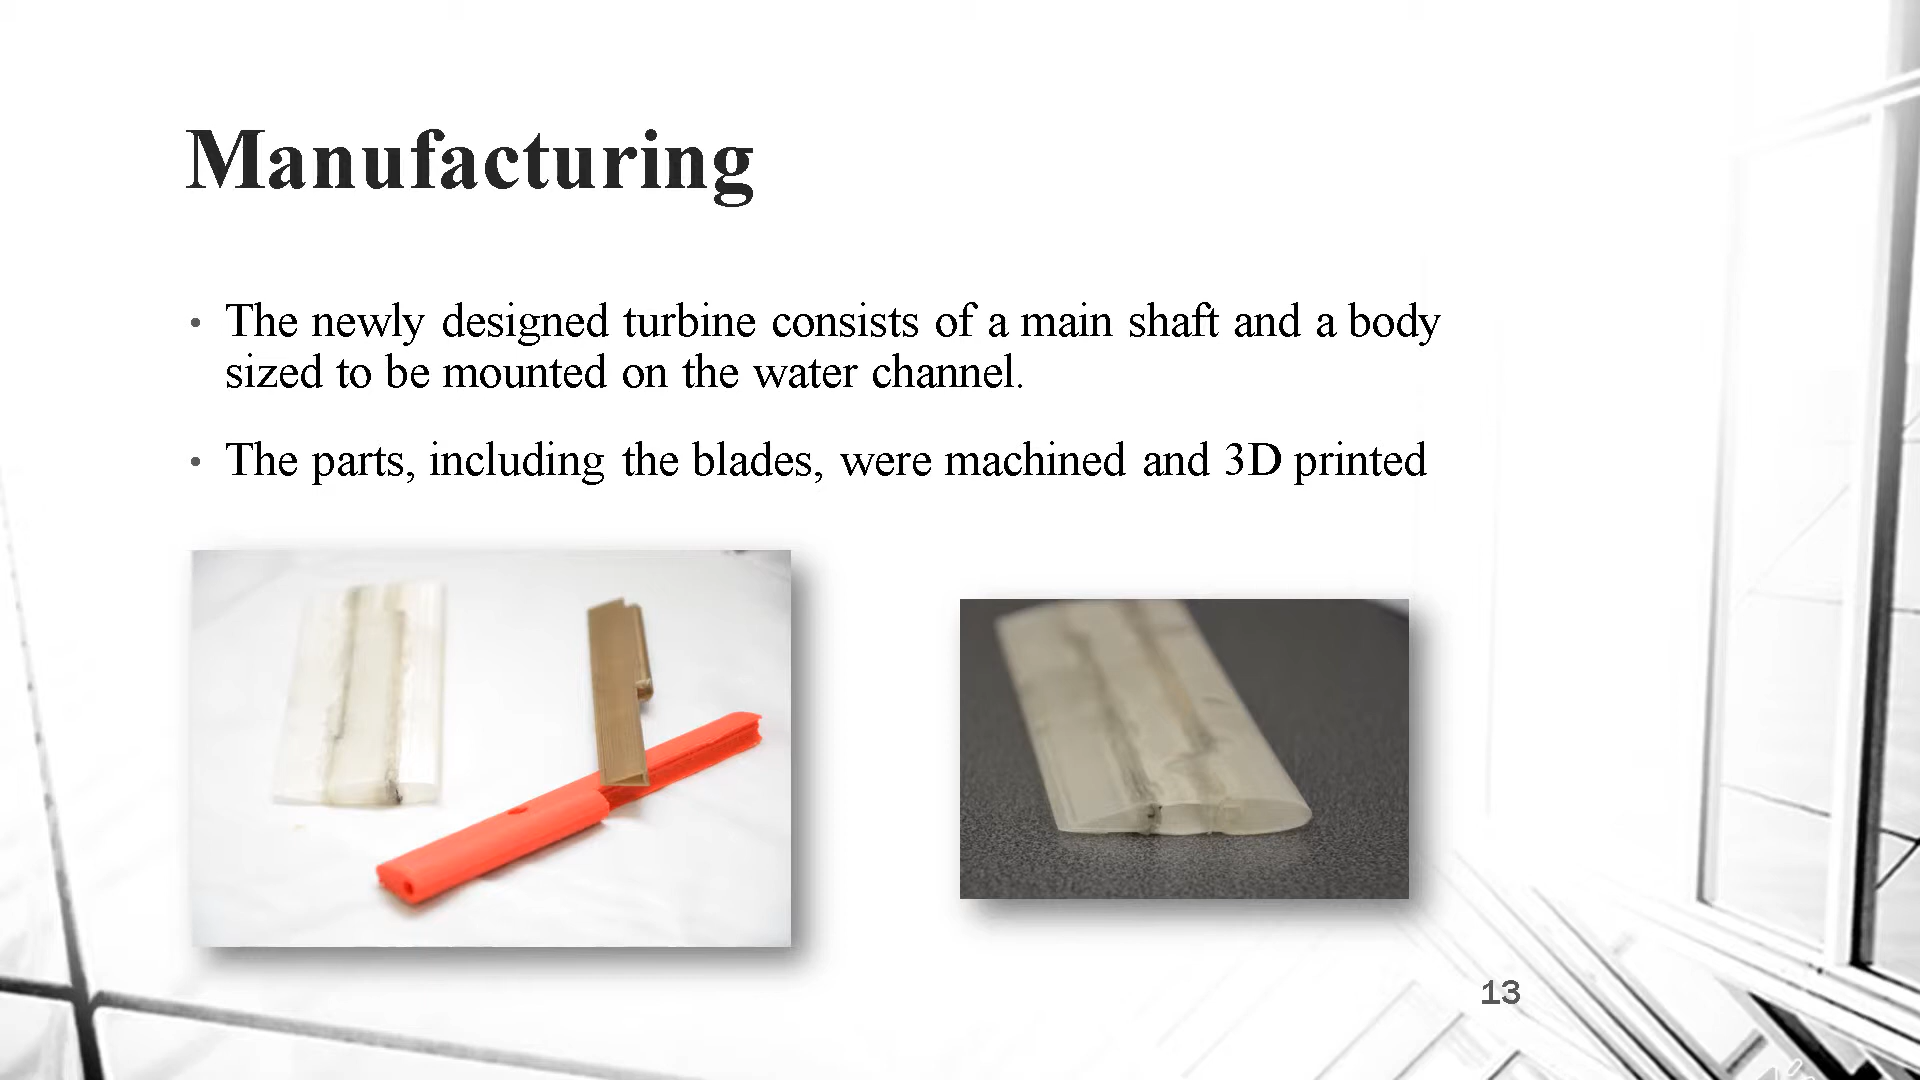 Manufacturing
• The newly designed turbine consists of a main shaft and a body
sized to be mounted on the water channel.
• The parts, including the blades, were machined and 3D printed
13